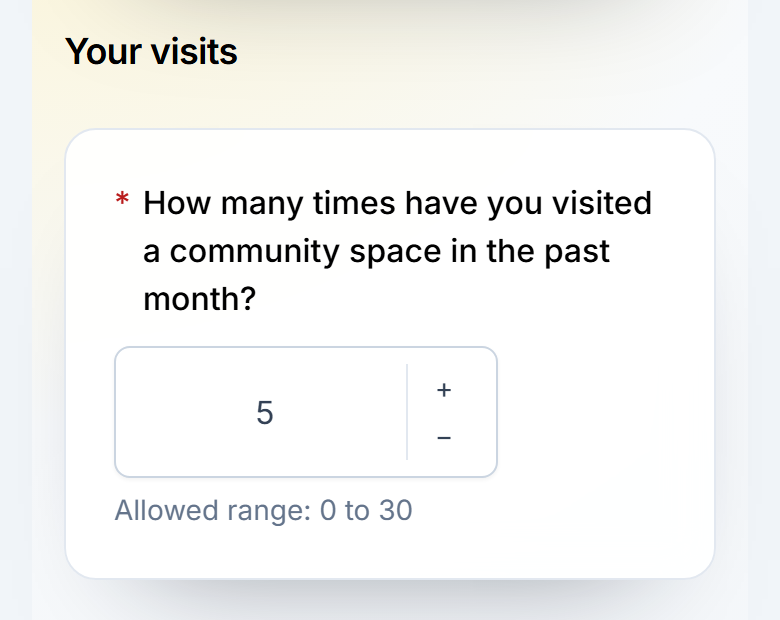 Your visits
* How many times have you visited
a community space in the past
month?
5
+
−
Allowed range: 0 to 30